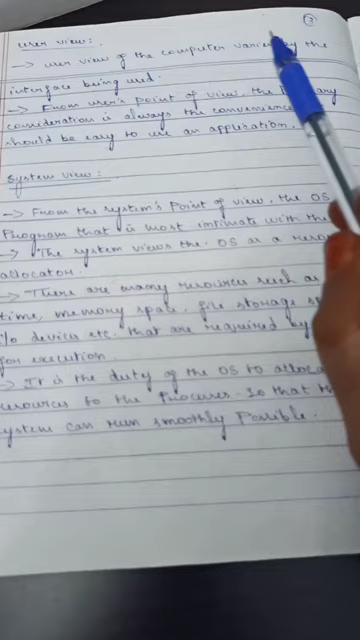 3
user view:
→ user view of the computer varies by the
interface being used.
→ From user's point of view, the
consideration is always the convenience
should be easy to use an application.
System view:
→ From the system's point of view, the OS
Program that is most intimate with the
→ The system views the OS as a
allocator.
→ There are many resources such as
time, memory space, file storage
i/o devices etc. that are required by
for execution.
→ It is the duty of the OS to
resources to the Process. So that the
system can run smoothly Possible.